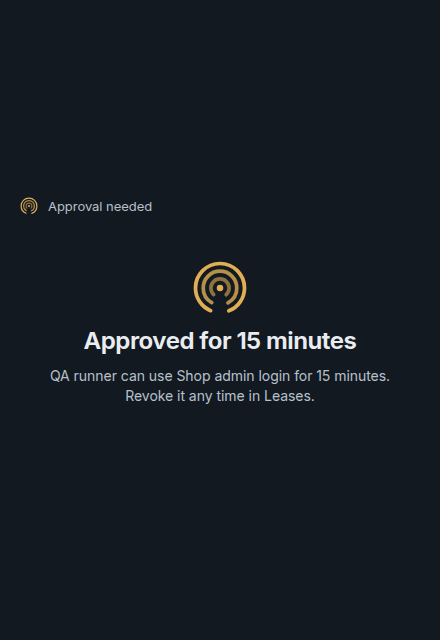 Approval needed
Approved for 15 minutes
QA runner can use Shop admin login for 15 minutes.
Revoke it any time in Leases.